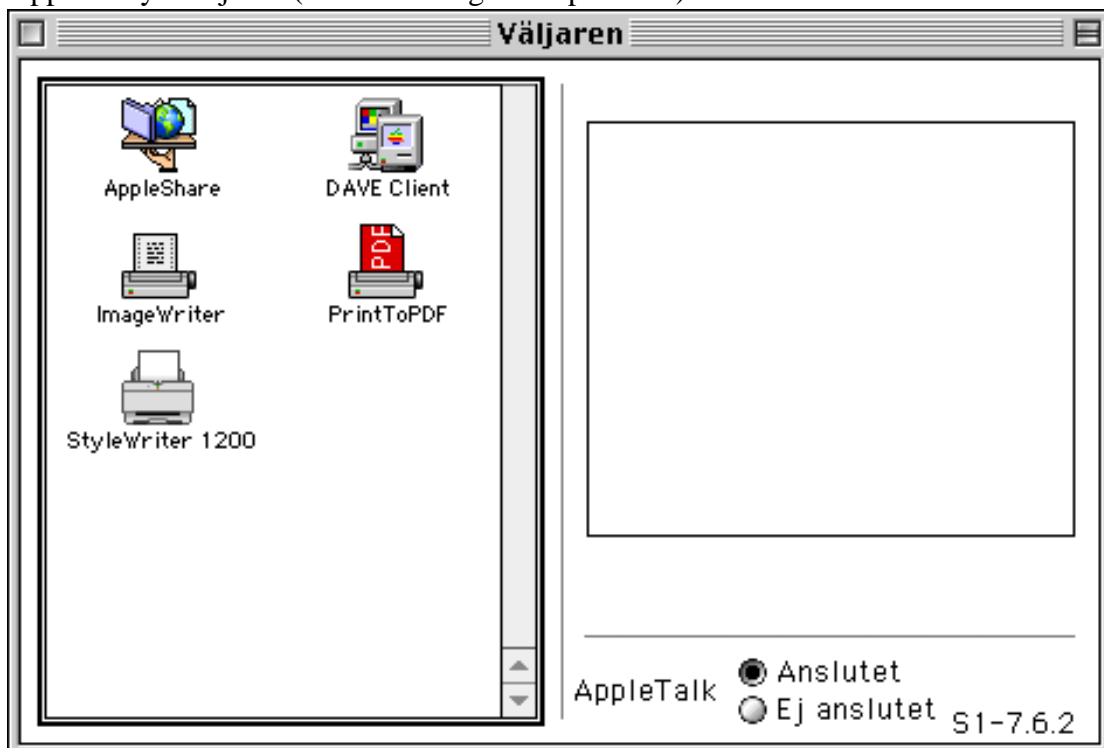 Väljaren
AppleShare
DAVE Client
ImageWriter
PDF
PrintToPDF
StyleWriter 1200
AppleTalk
Anslutet
Ej anslutet
S1-7.6.2